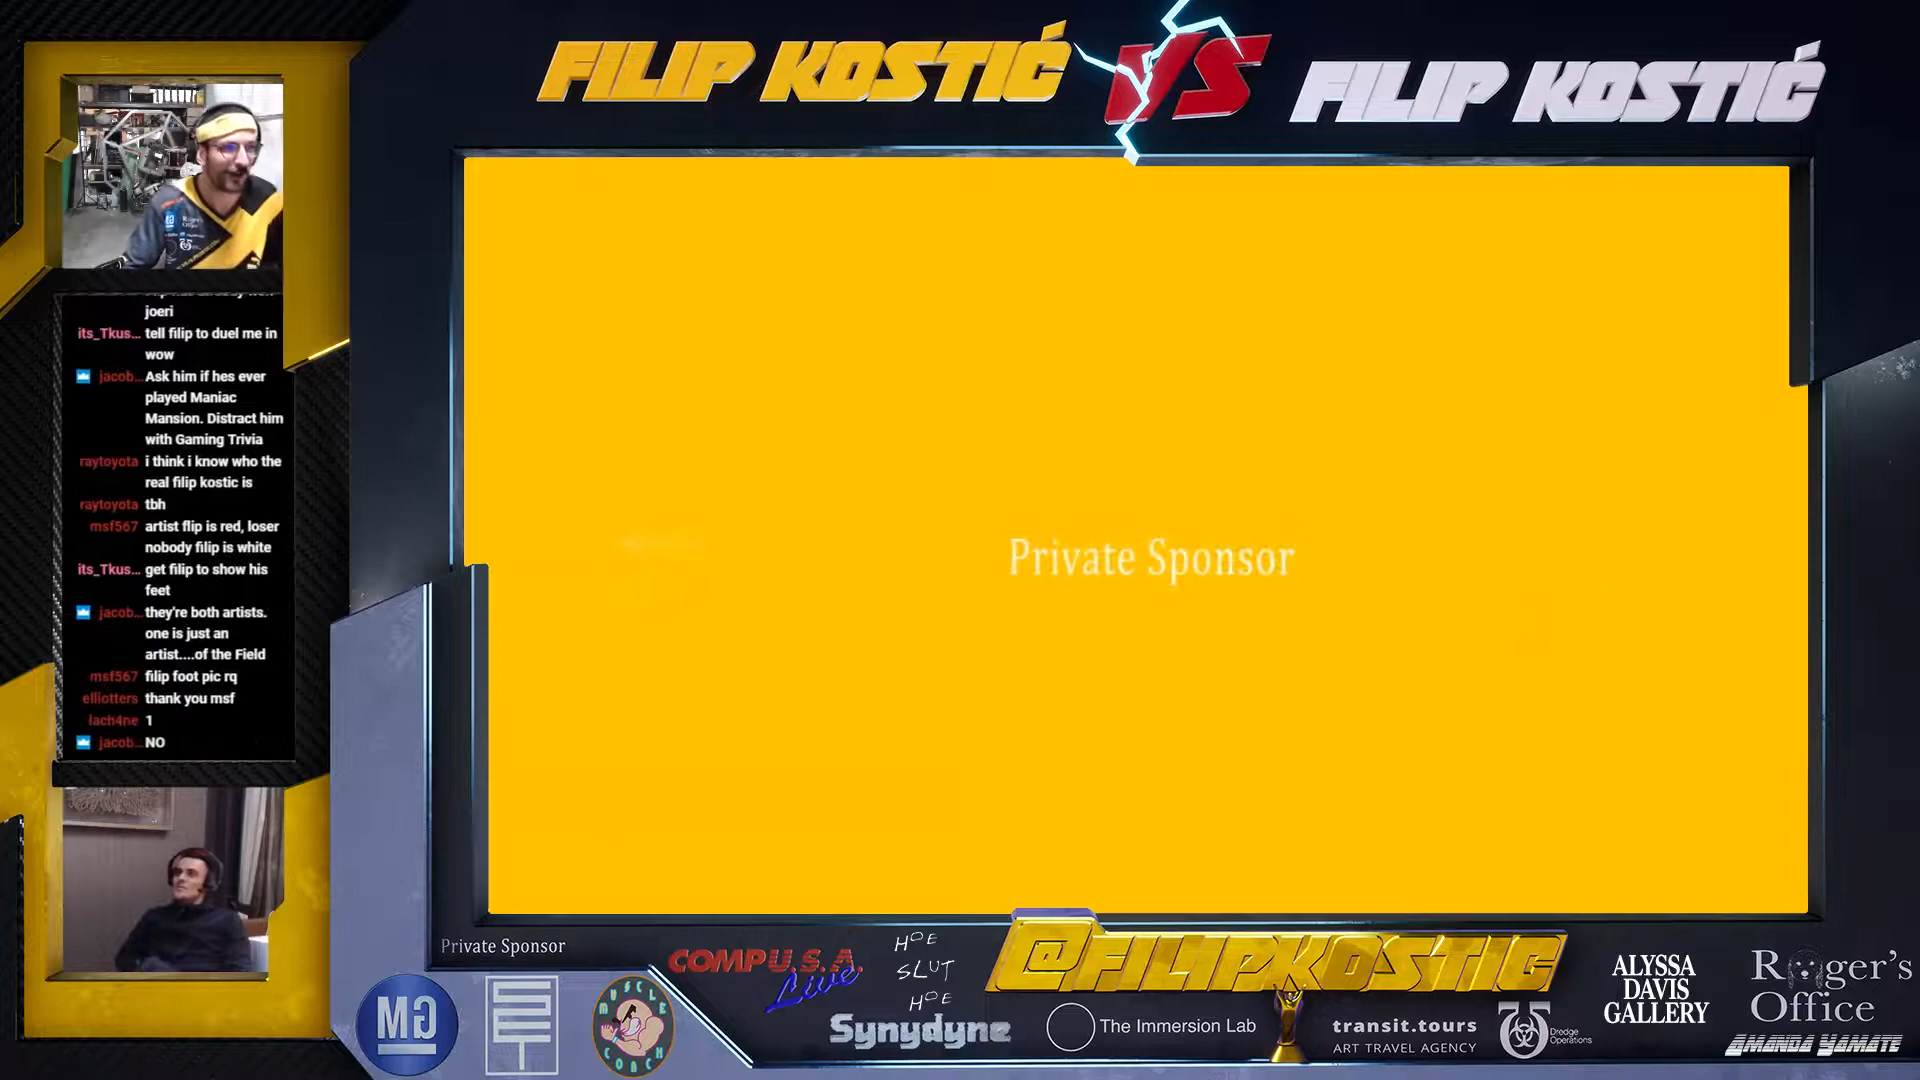 FILIP KOSTIĆ VS FILIP KOSTIĆ
joeri
its_Tkus... tell filip to duel me in
wow
jacob... Ask him if hes ever
played Maniac
Mansion. Distract him
with Gaming Trivia
raytoyota i think i know who the
real filip kostic is
raytoyota tbh
msf567 artist flip is red, loser
nobody filip is white
its_Tkus... get filip to show his
feet
jacob... they're both artists.
one is just an
artist....of the Field
msf567 filip foot pic rq
elliotters thank you msf
lach4ne 1
jacob... NO
Private Sponsor
Private Sponsor
COMPU.S.A.
Live
HOE
SLUT
HOE
@FILIPKOSTIC
ALYSSA
DAVIS
GALLERY
Roger's
Office
MUSCLE
COACH
SET
Synydyne
The Immersion Lab
transit.tours
ART TRAVEL AGENCY
Dredge
Operations
Amanda Yamate